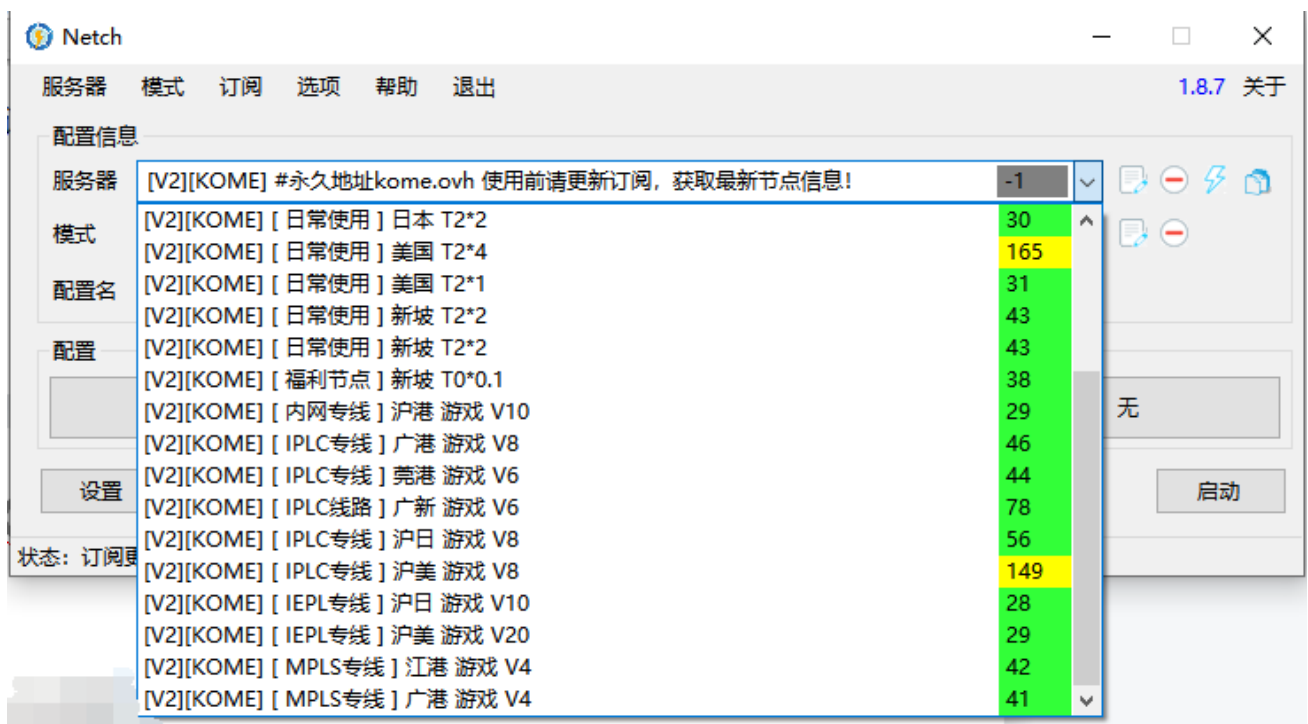 Netch
服务器 模式 订阅 选项 帮助 退出 1.8.7 关于
配置信息
服务器 [V2][KOME] #永久地址kome.ovh 使用前请更新订阅，获取最新节点信息！ -1
[V2][KOME] [ 日常使用 ] 日本 T2*2 30
模式
[V2][KOME] [ 日常使用 ] 美国 T2*4 165
[V2][KOME] [ 日常使用 ] 美国 T2*1 31
配置名
[V2][KOME] [ 日常使用 ] 新坡 T2*2 43
配置
[V2][KOME] [ 日常使用 ] 新坡 T2*2 43
[V2][KOME] [ 福利节点 ] 新坡 T0*0.1 38
[V2][KOME] [ 内网专线 ] 沪港 游戏 V10 29
无
[V2][KOME] [ IPLC专线 ] 广港 游戏 V8 46
[V2][KOME] [ IPLC专线 ] 莞港 游戏 V6 44
设置
启动
[V2][KOME] [ IPLC线路 ] 广新 游戏 V6 78
[V2][KOME] [ IPLC专线 ] 沪日 游戏 V8 56
状态：订阅
[V2][KOME] [ IPLC专线 ] 沪美 游戏 V8 149
[V2][KOME] [ IEPL专线 ] 沪日 游戏 V10 28
[V2][KOME] [ IEPL专线 ] 沪美 游戏 V20 29
[V2][KOME] [ MPLS专线 ] 江港 游戏 V4 42
[V2][KOME] [ MPLS专线 ] 广港 游戏 V4 41